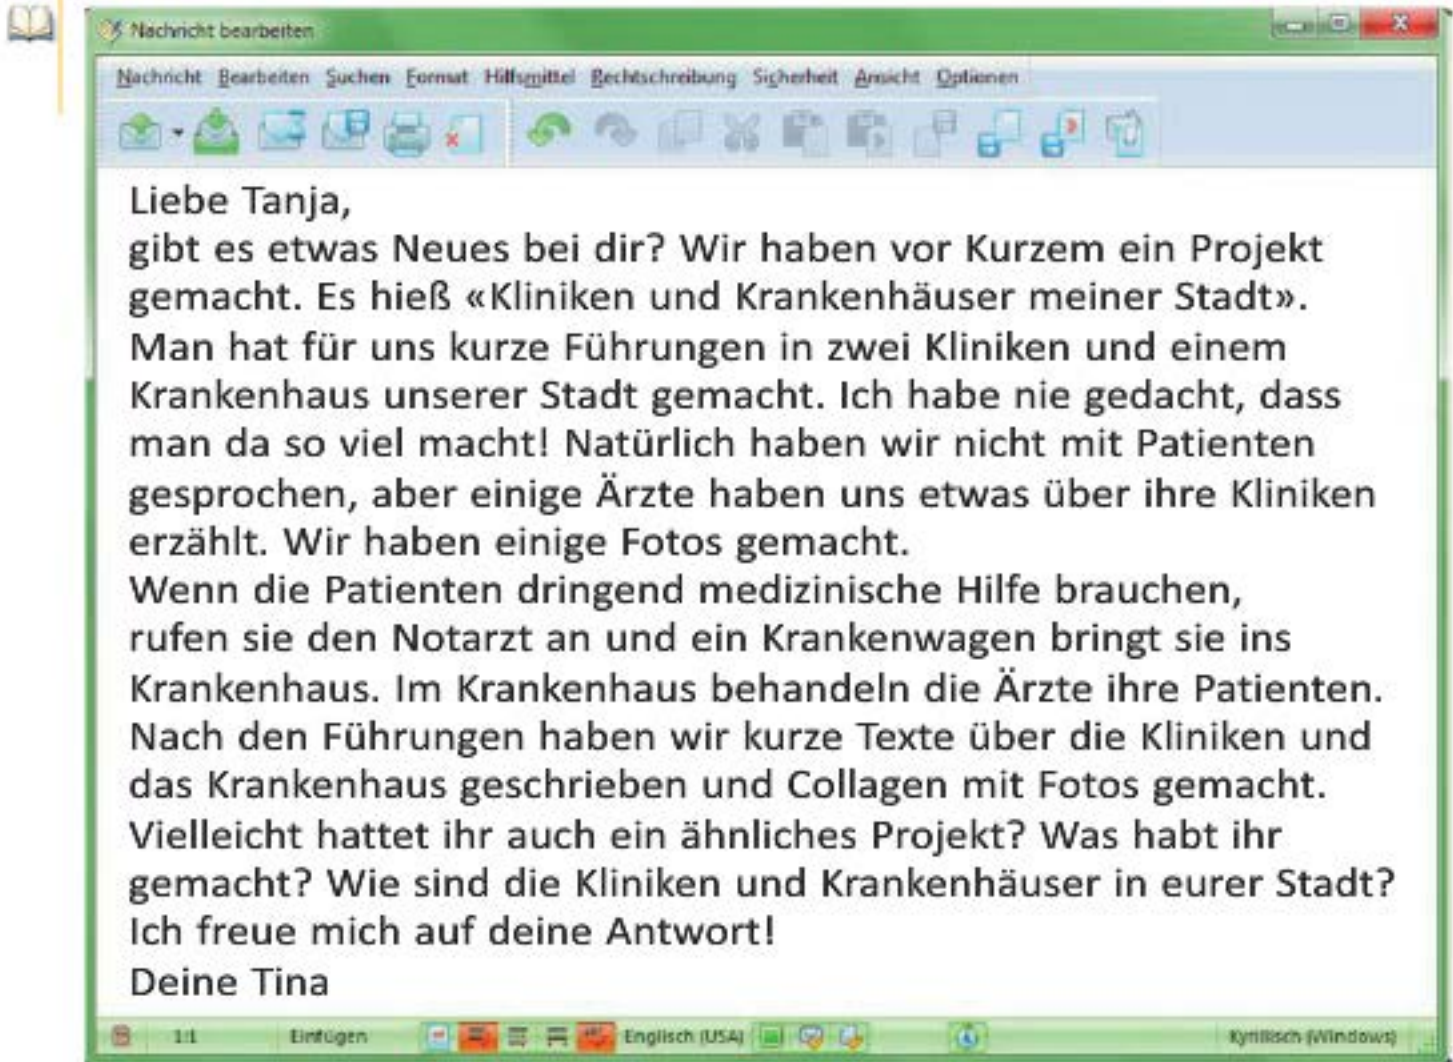 Nachricht bearbeiten
Nachricht Bearbeiten Suchen Format Hilfsmittel Rechtschreibung Sicherheit Ansicht Optionen
Liebe Tanja,
gibt es etwas Neues bei dir? Wir haben vor Kurzem ein Projekt
gemacht. Es hieß «Kliniken und Krankenhäuser meiner Stadt».
Man hat für uns kurze Führungen in zwei Kliniken und einem
Krankenhaus unserer Stadt gemacht. Ich habe nie gedacht, dass
man da so viel macht! Natürlich haben wir nicht mit Patienten
gesprochen, aber einige Ärzte haben uns etwas über ihre Kliniken
erzählt. Wir haben einige Fotos gemacht.
Wenn die Patienten dringend medizinische Hilfe brauchen,
rufen sie den Notarzt an und ein Krankenwagen bringt sie ins
Krankenhaus. Im Krankenhaus behandeln die Ärzte ihre Patienten.
Nach den Führungen haben wir kurze Texte über die Kliniken und
das Krankenhaus geschrieben und Collagen mit Fotos gemacht.
Vielleicht hattet ihr auch ein ähnliches Projekt? Was habt ihr
gemacht? Wie sind die Kliniken und Krankenhäuser in eurer Stadt?
Ich freue mich auf deine Antwort!
Deine Tina
1:1 Einfügen Englisch (USA) Kyrillisch (Windows)